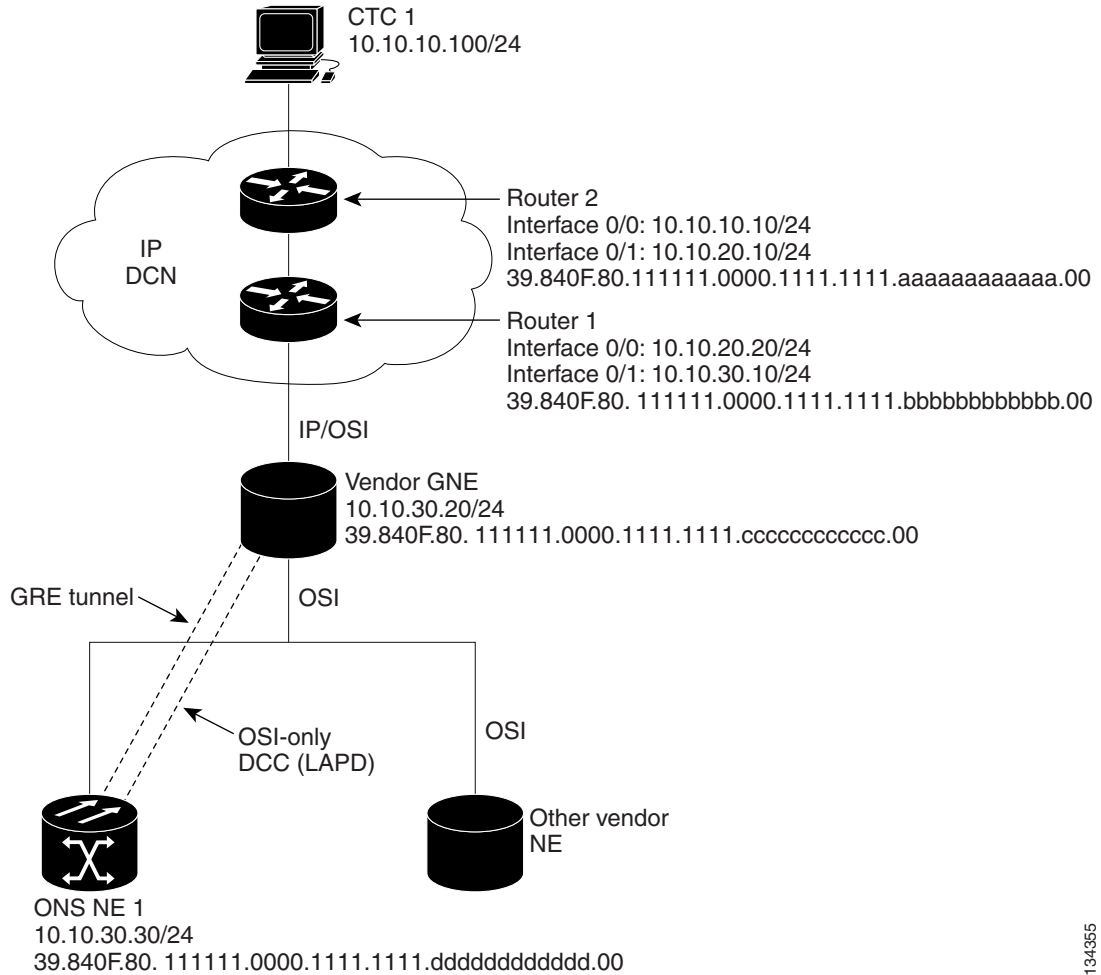 CTC 1
10.10.10.100/24
Router 2
Interface 0/0: 10.10.10.10/24
Interface 0/1: 10.10.20.10/24
39.840F.80.111111.0000.1111.1111.aaaaaaaaaaaa.00
IP
DCN
Router 1
Interface 0/0: 10.10.20.20/24
Interface 0/1: 10.10.30.10/24
39.840F.80. 111111.0000.1111.1111.bbbbbbbbbbbb.00
IP/OSI
Vendor GNE
10.10.30.20/24
39.840F.80. 111111.0000.1111.1111.cccccccccccc.00
GRE tunnel
OSI
OSI-only
DCC (LAPD)
OSI
Other vendor
NE
ONS NE 1
10.10.30.30/24
39.840F.80. 111111.0000.1111.1111.dddddddddddd.00
134355